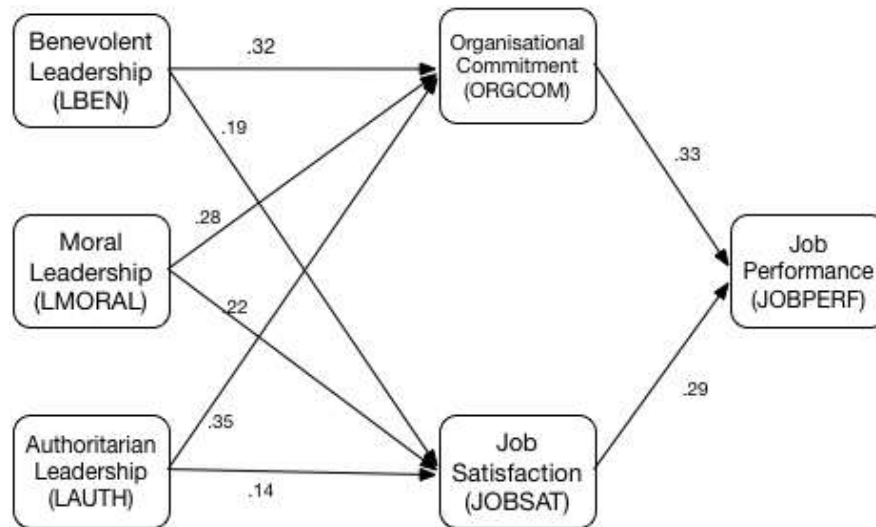 Benevolent
Leadership
(LBEN)
.32
Organisational
Commitment
(ORGCOM)
.19
.33
.28
Moral
Leadership
(LMORAL)
Job
Performance
(JOBPERF)
.22
.29
.35
Authoritarian
Leadership
(LAUTH)
.14
Job
Satisfaction
(JOBSAT)